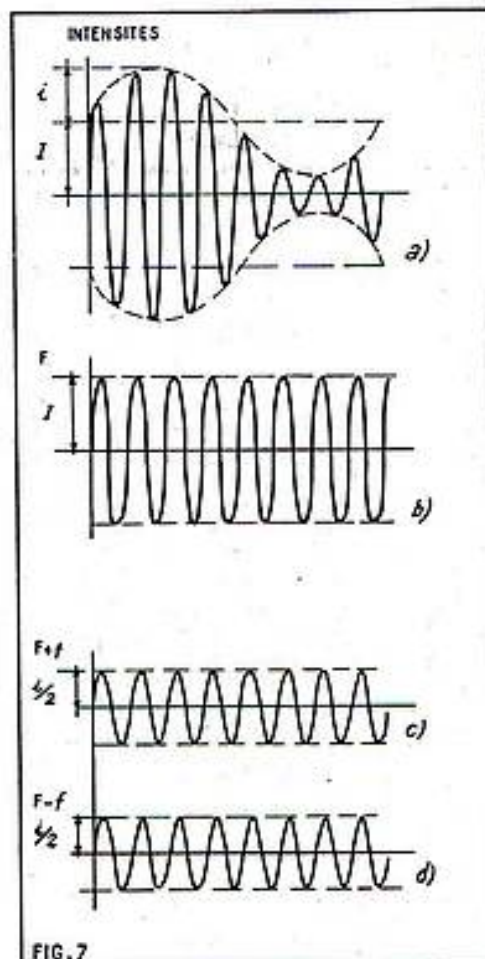 INTENSITES
i
I
a)
F
I
b)
F+f
i/2
c)
F-f
i/2
d)
FIG.7